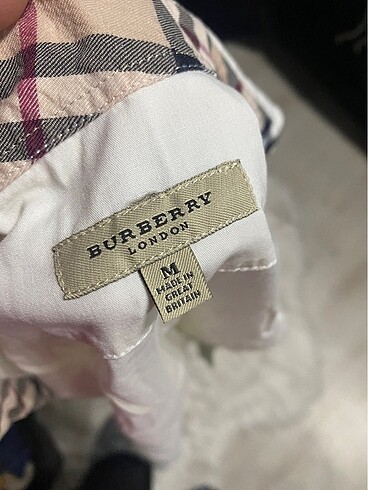 BURBERRY
LONDON
M
MADE IN
GREAT
BRITAIN